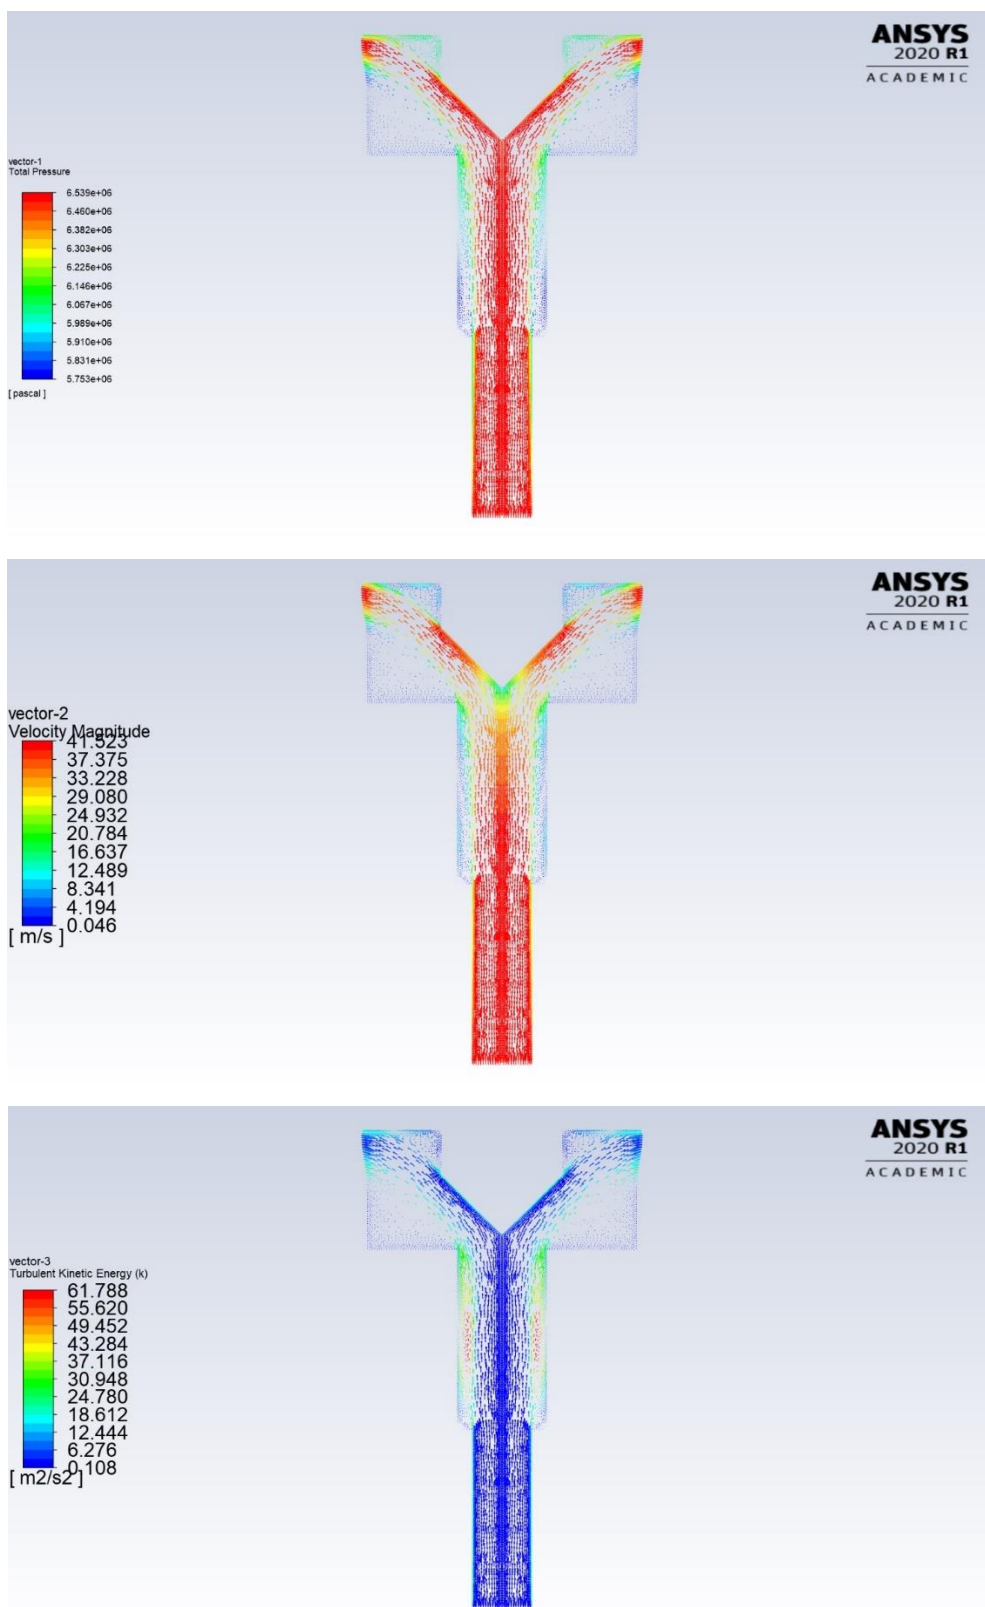 ANSYS
2020 R1
ACADEMIC
vector-1
Total Pressure
6.539e+06
6.460e+06
6.382e+06
6.303e+06
6.225e+06
6.146e+06
6.067e+06
5.989e+06
5.910e+06
5.831e+06
5.753e+06
[ pascal ]
ANSYS
2020 R1
ACADEMIC
vector-2
Velocity Magnitude
41.523
37.375
33.228
29.080
24.932
20.784
16.637
12.489
8.341
4.194
0.046
[ m/s ]
ANSYS
2020 R1
ACADEMIC
vector-3
Turbulent Kinetic Energy (k)
61.788
55.620
49.452
43.284
37.116
30.948
24.780
18.612
12.444
6.276
0.108
[ m2/s2 ]